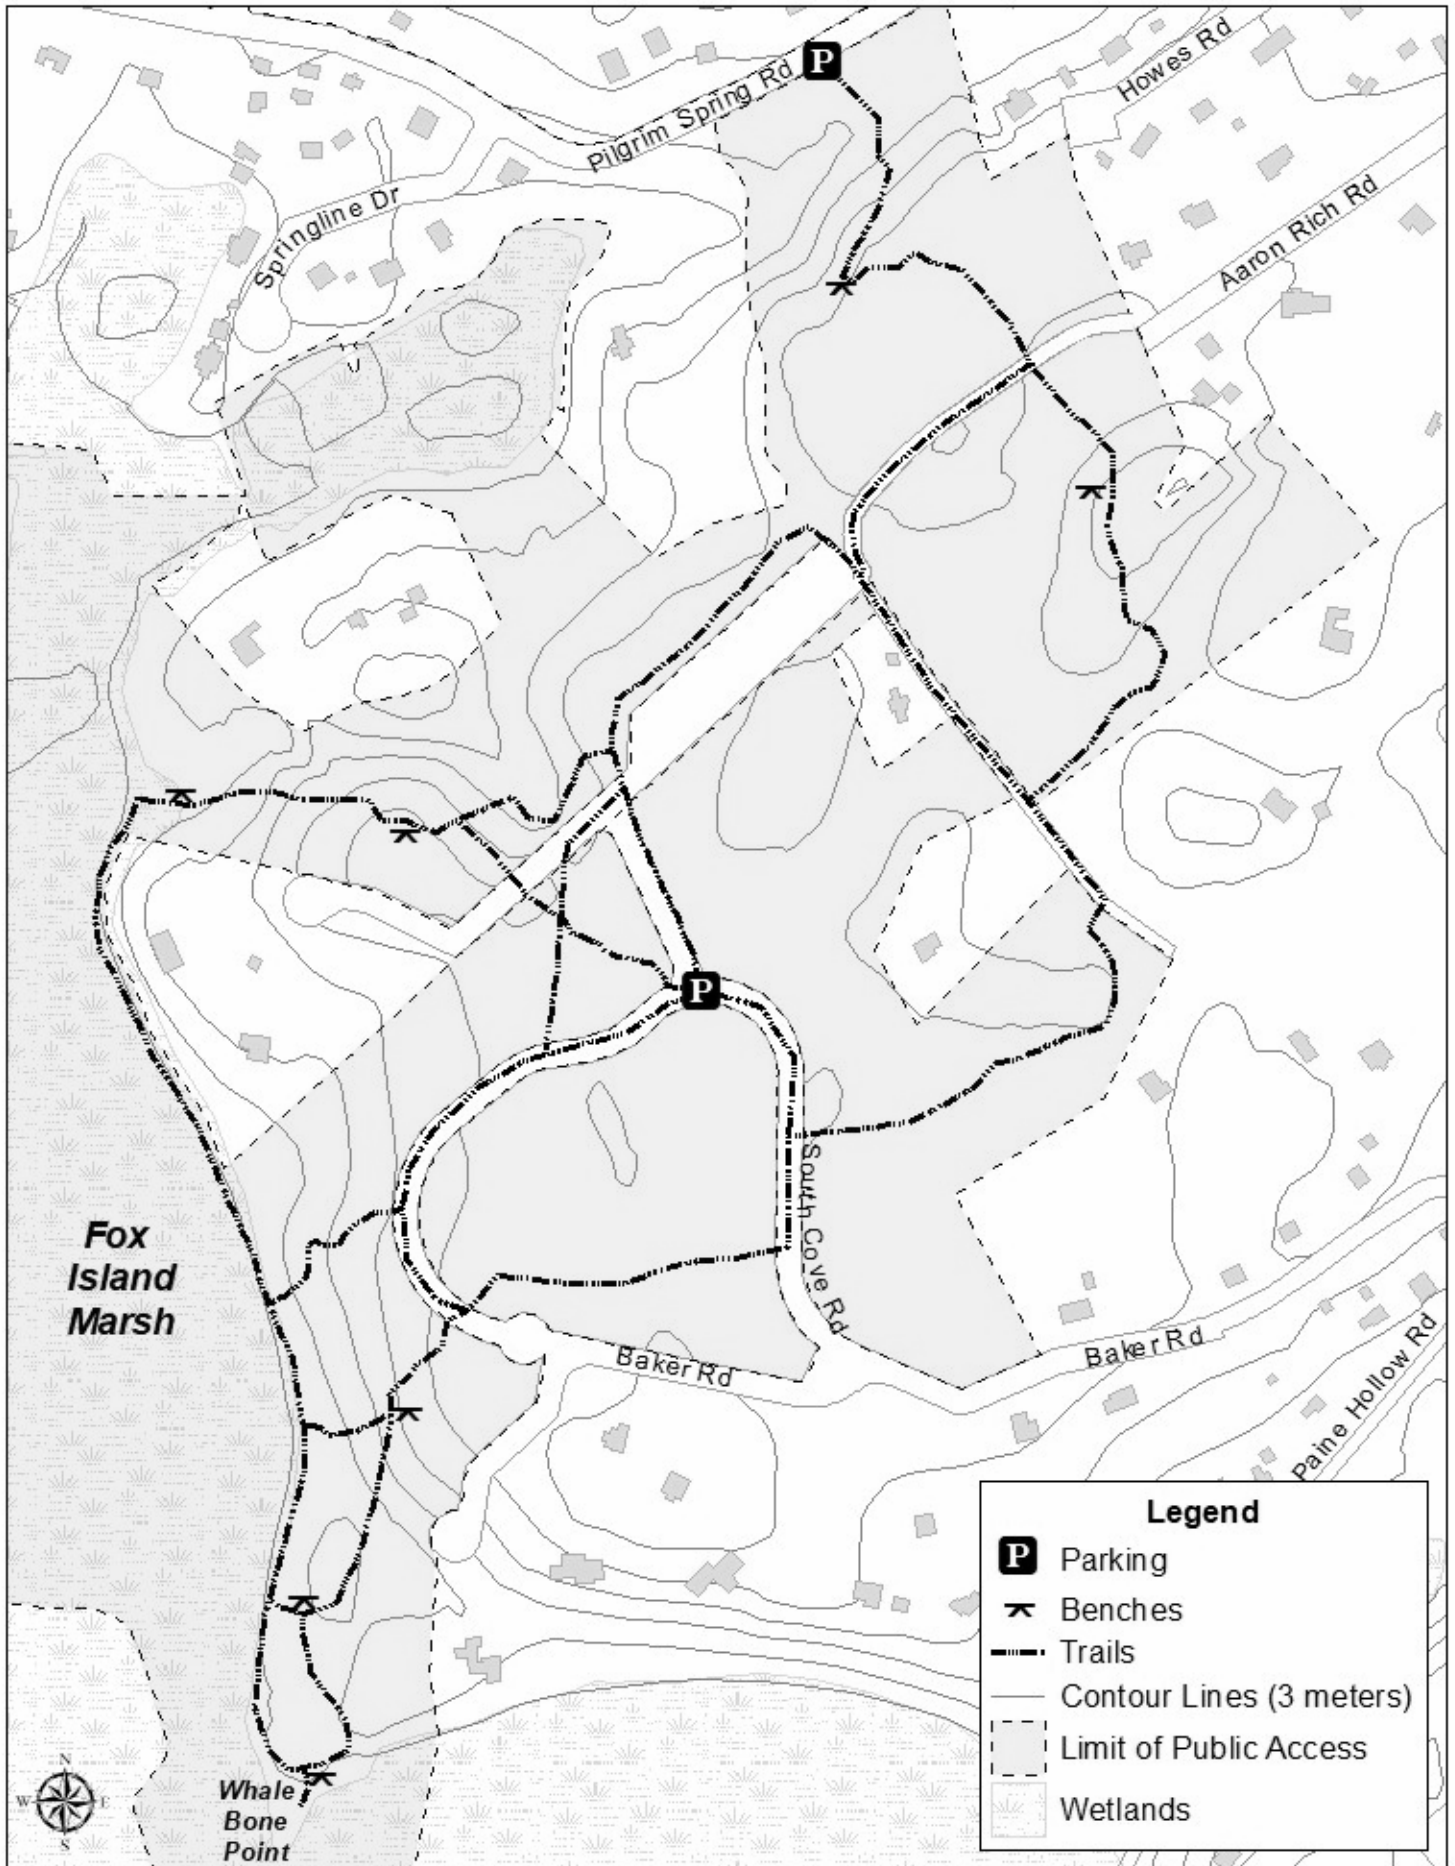 P
Howes Rd
Pilgrim Spring Rd
Aaron Rich Rd
Springline Dr
P
South Cove Rd
Fox
Island
Marsh
Baker Rd
Baker Rd
Paine Hollow Rd
Legend
P Parking
Benches
Trails
Contour Lines (3 meters)
Limit of Public Access
Wetlands
N
W E
S
Whale
Bone
Point